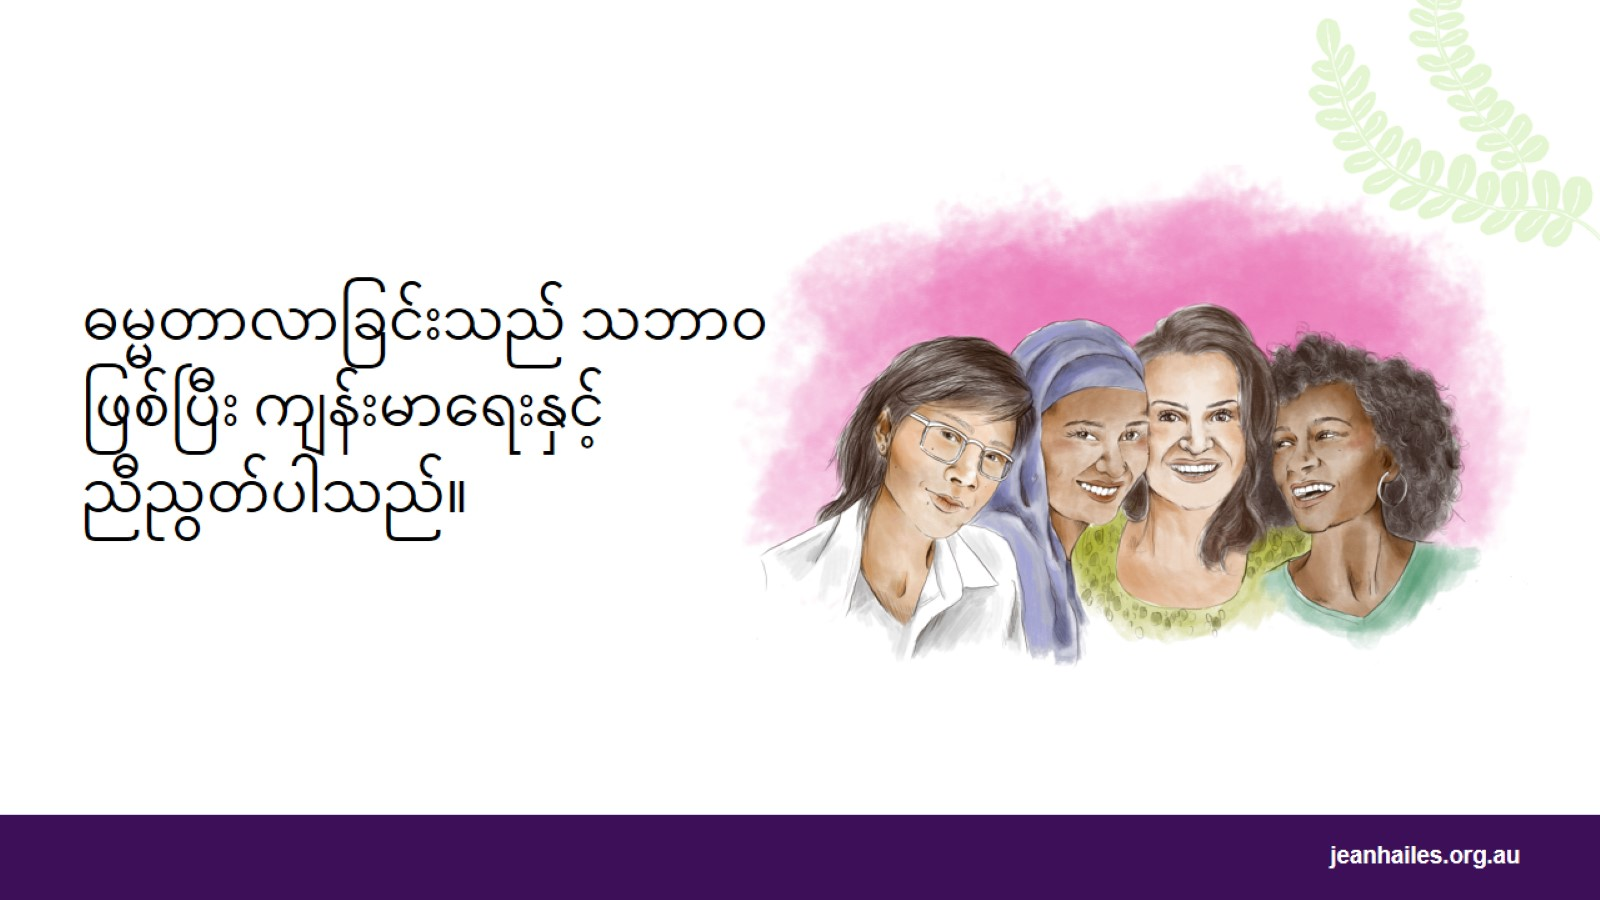 ဓမ္မတာလာခြင်းသည် သဘာဝ
ဖြစ်ပြီး ကျန်းမာရေးနှင့်
ညီညွတ်ပါသည်။
jeanhailes.org.au